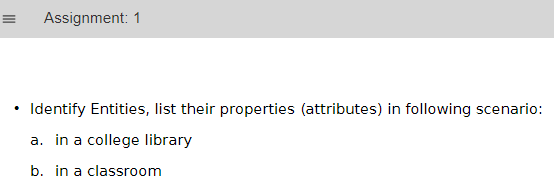 Assignment: 1
• Identify Entities, list their properties (attributes) in following scenario:
a. in a college library
b. in a classroom